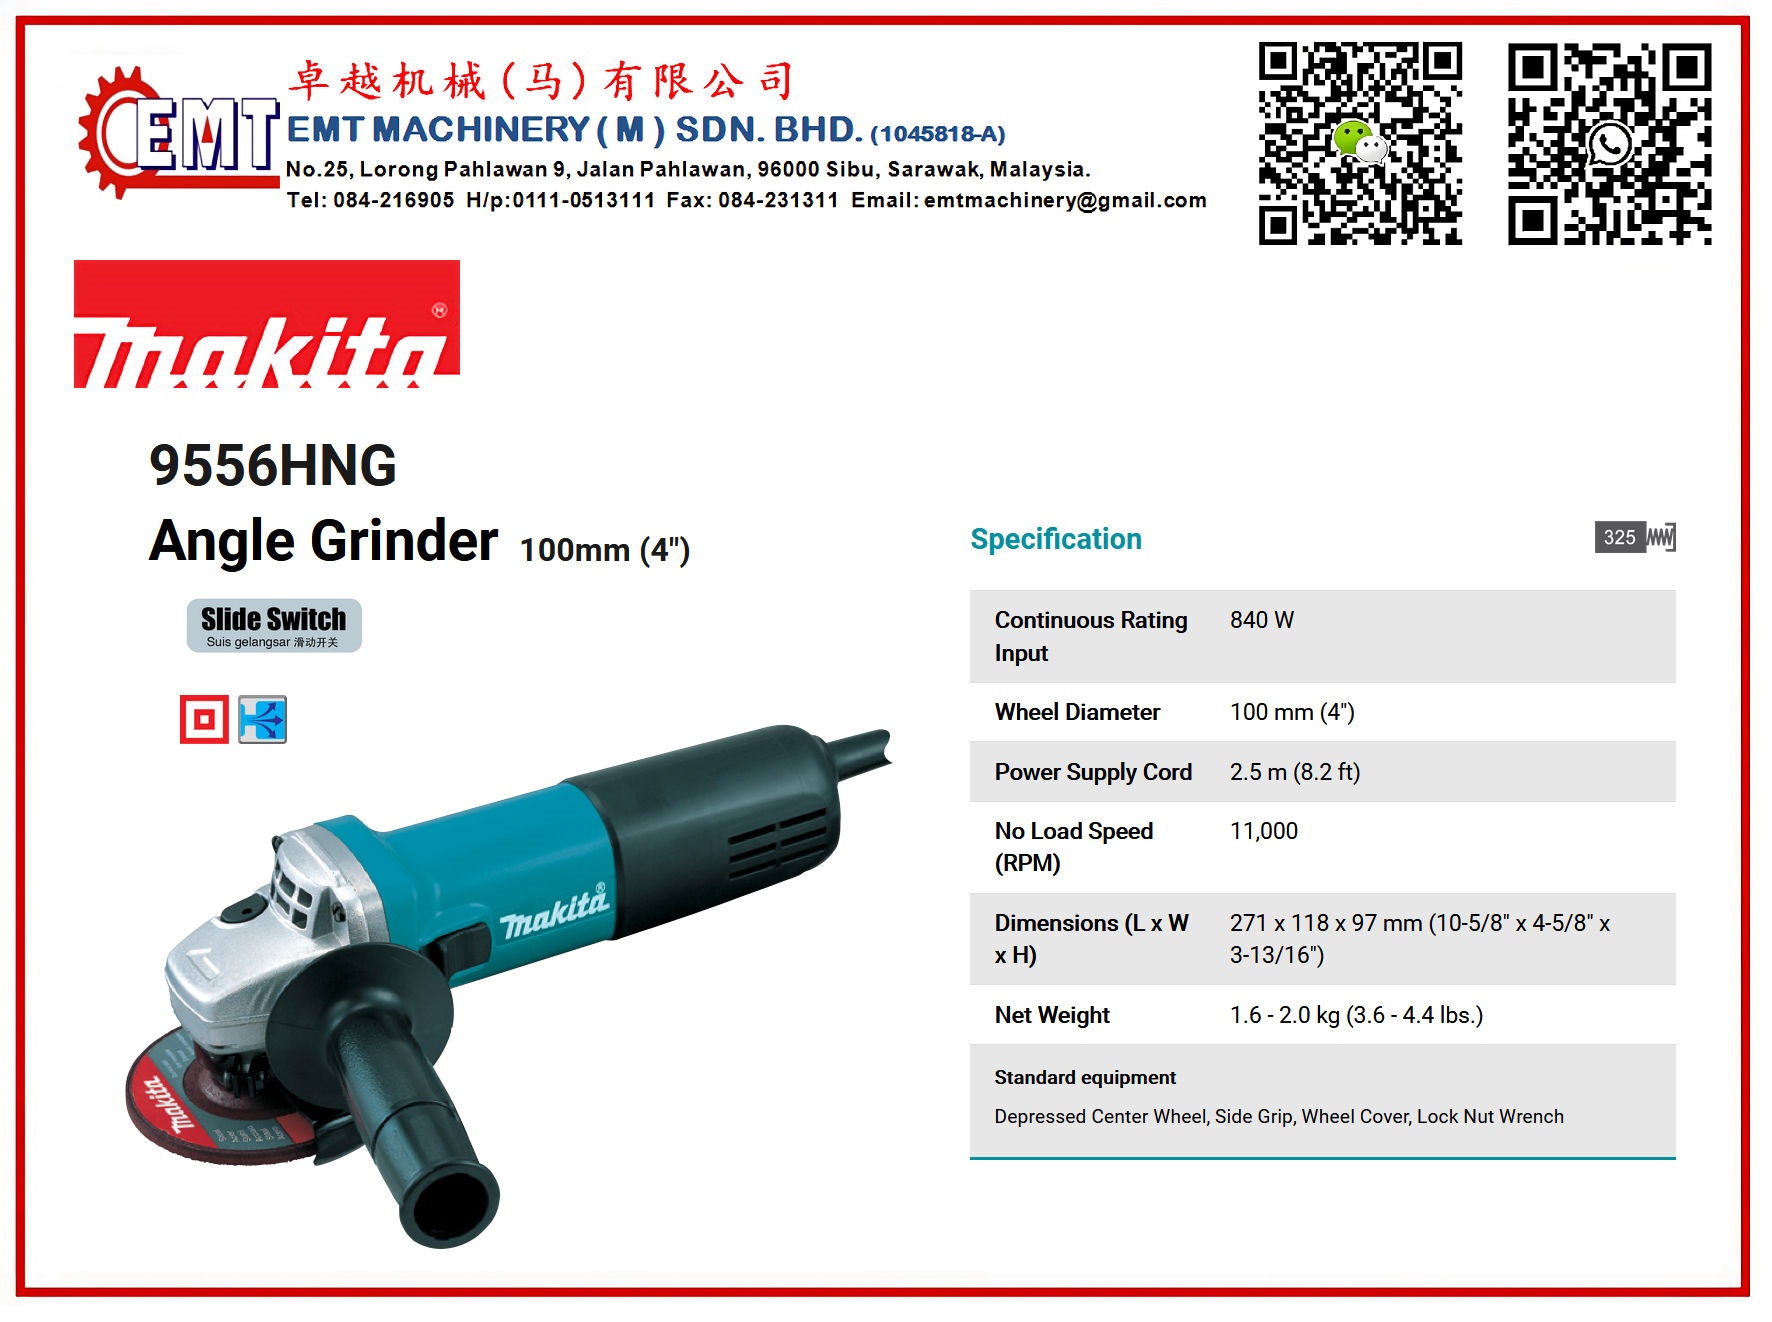 卓越机械(马)有限公司
EMT
EMT MACHINERY ( M ) SDN. BHD. (1045818-A)
No.25, Lorong Pahlawan 9, Jalan Pahlawan, 96000 Sibu, Sarawak, Malaysia.
Tel: 084-216905 H/p:0111-0513111 Fax: 084-231311 Email: emtmachinery@gmail.com
makita®
9556HNG
Angle Grinder 100mm (4")
Slide Switch
Suis gelangsar 滑动开关
makita®
makita
Specification
325
Continuous Rating Input 840 W
Wheel Diameter 100 mm (4")
Power Supply Cord 2.5 m (8.2 ft)
No Load Speed (RPM) 11,000
Dimensions (L x W x H) 271 x 118 x 97 mm (10-5/8" x 4-5/8" x 3-13/16")
Net Weight 1.6 - 2.0 kg (3.6 - 4.4 lbs.)
Standard equipment
Depressed Center Wheel, Side Grip, Wheel Cover, Lock Nut Wrench